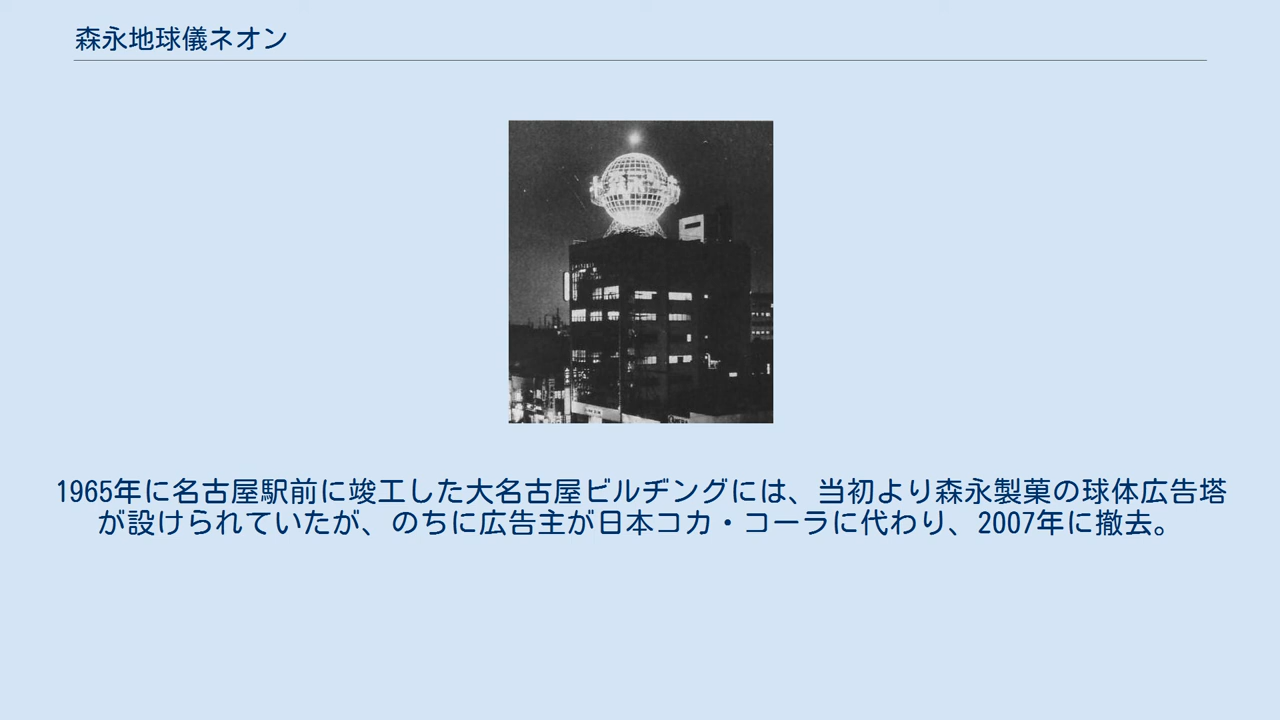 森永地球儀ネオン
1965年に名古屋駅前に竣工した大名古屋ビルヂングには、当初より森永製菓の球体広告塔
が設けられていたが、のちに広告主が日本コカ・コーラに代わり、2007年に撤去。